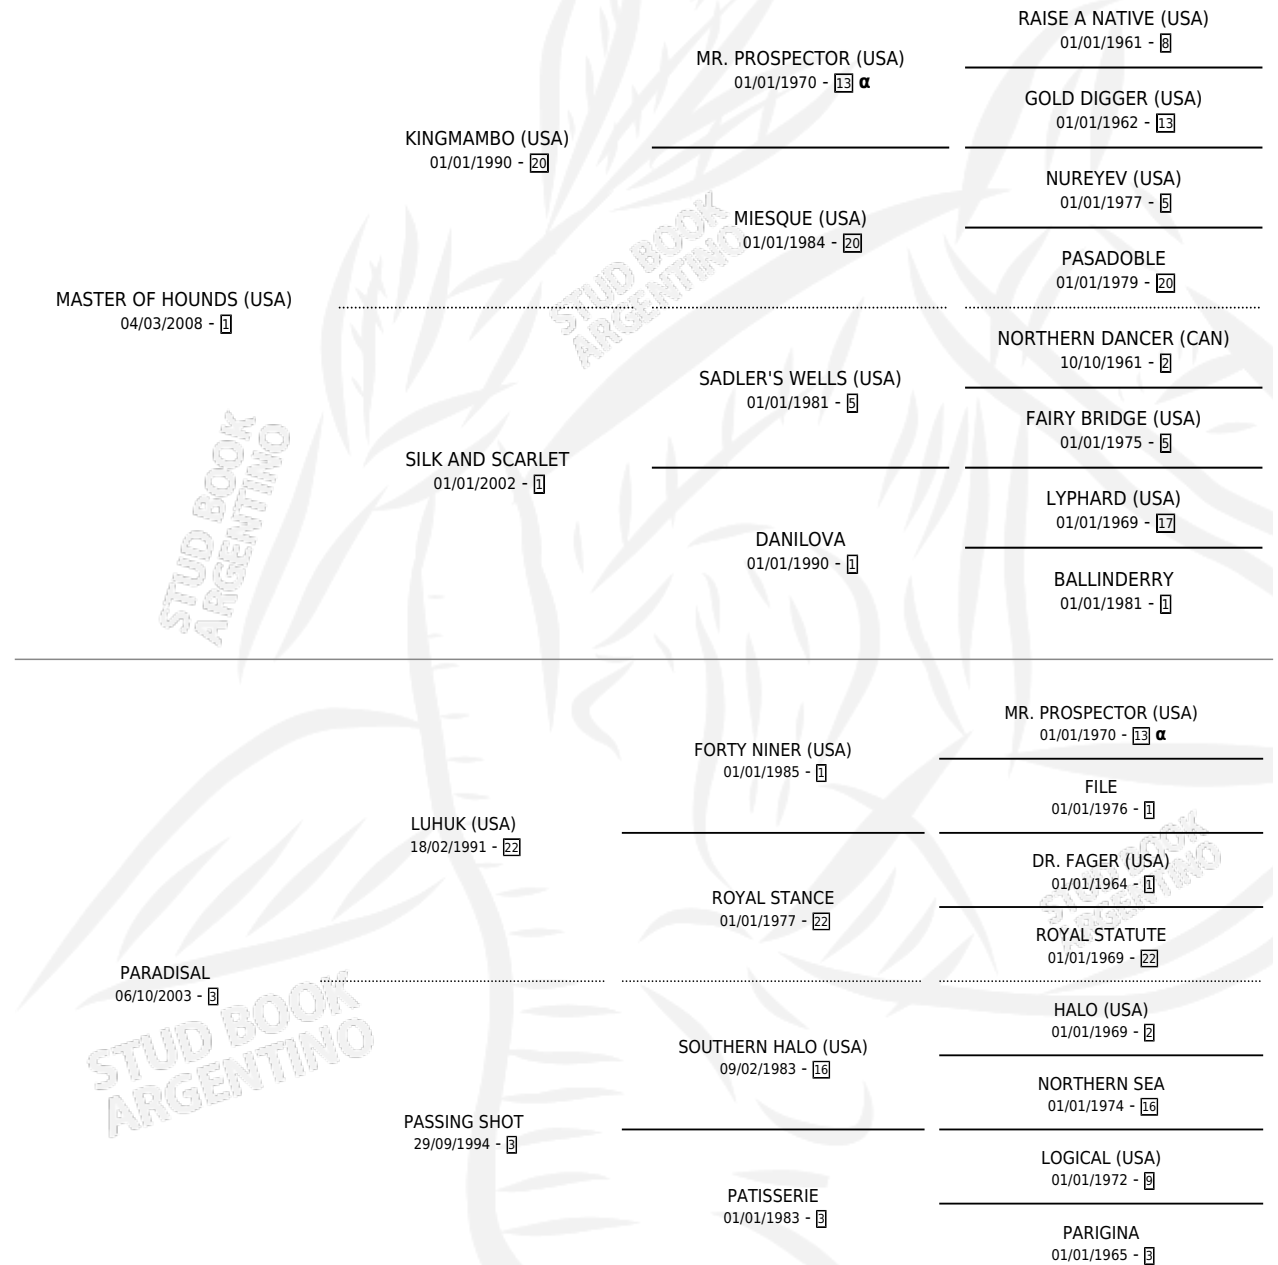 RAISE A NATIVE (USA)
01/01/1961 - 8
MR. PROSPECTOR (USA)
01/01/1970 - 13 α
GOLD DIGGER (USA)
01/01/1962 - 13
KINGMAMBO (USA)
01/01/1990 - 20
NUREYEV (USA)
01/01/1977 - 5
MIESQUE (USA)
01/01/1984 - 20
PASADOBLE
01/01/1979 - 20
MASTER OF HOUNDS (USA)
04/03/2008 - 1
NORTHERN DANCER (CAN)
10/10/1961 - 2
SADLER'S WELLS (USA)
01/01/1981 - 5
FAIRY BRIDGE (USA)
01/01/1975 - 5
SILK AND SCARLET
01/01/2002 - 1
LYPHARD (USA)
01/01/1969 - 17
DANILOVA
01/01/1990 - 1
BALLINDERRY
01/01/1981 - 1
MR. PROSPECTOR (USA)
01/01/1970 - 13 α
FORTY NINER (USA)
01/01/1985 - 1
FILE
01/01/1976 - 1
LUHUK (USA)
18/02/1991 - 22
DR. FAGER (USA)
01/01/1964 - 1
ROYAL STANCE
01/01/1977 - 22
ROYAL STATUTE
01/01/1969 - 22
PARADISAL
06/10/2003 - 3
HALO (USA)
01/01/1969 - 2
SOUTHERN HALO (USA)
09/02/1983 - 16
NORTHERN SEA
01/01/1974 - 16
PASSING SHOT
29/09/1994 - 3
LOGICAL (USA)
01/01/1972 - 9
PATISSERIE
01/01/1983 - 3
PARIGINA
01/01/1965 - 3
STUD BOOK
ARGENTINO
STUD BOOK
ARGENTINO
STUD BOOK
ARGENTINO
STUD BOOK
ARGENTINO